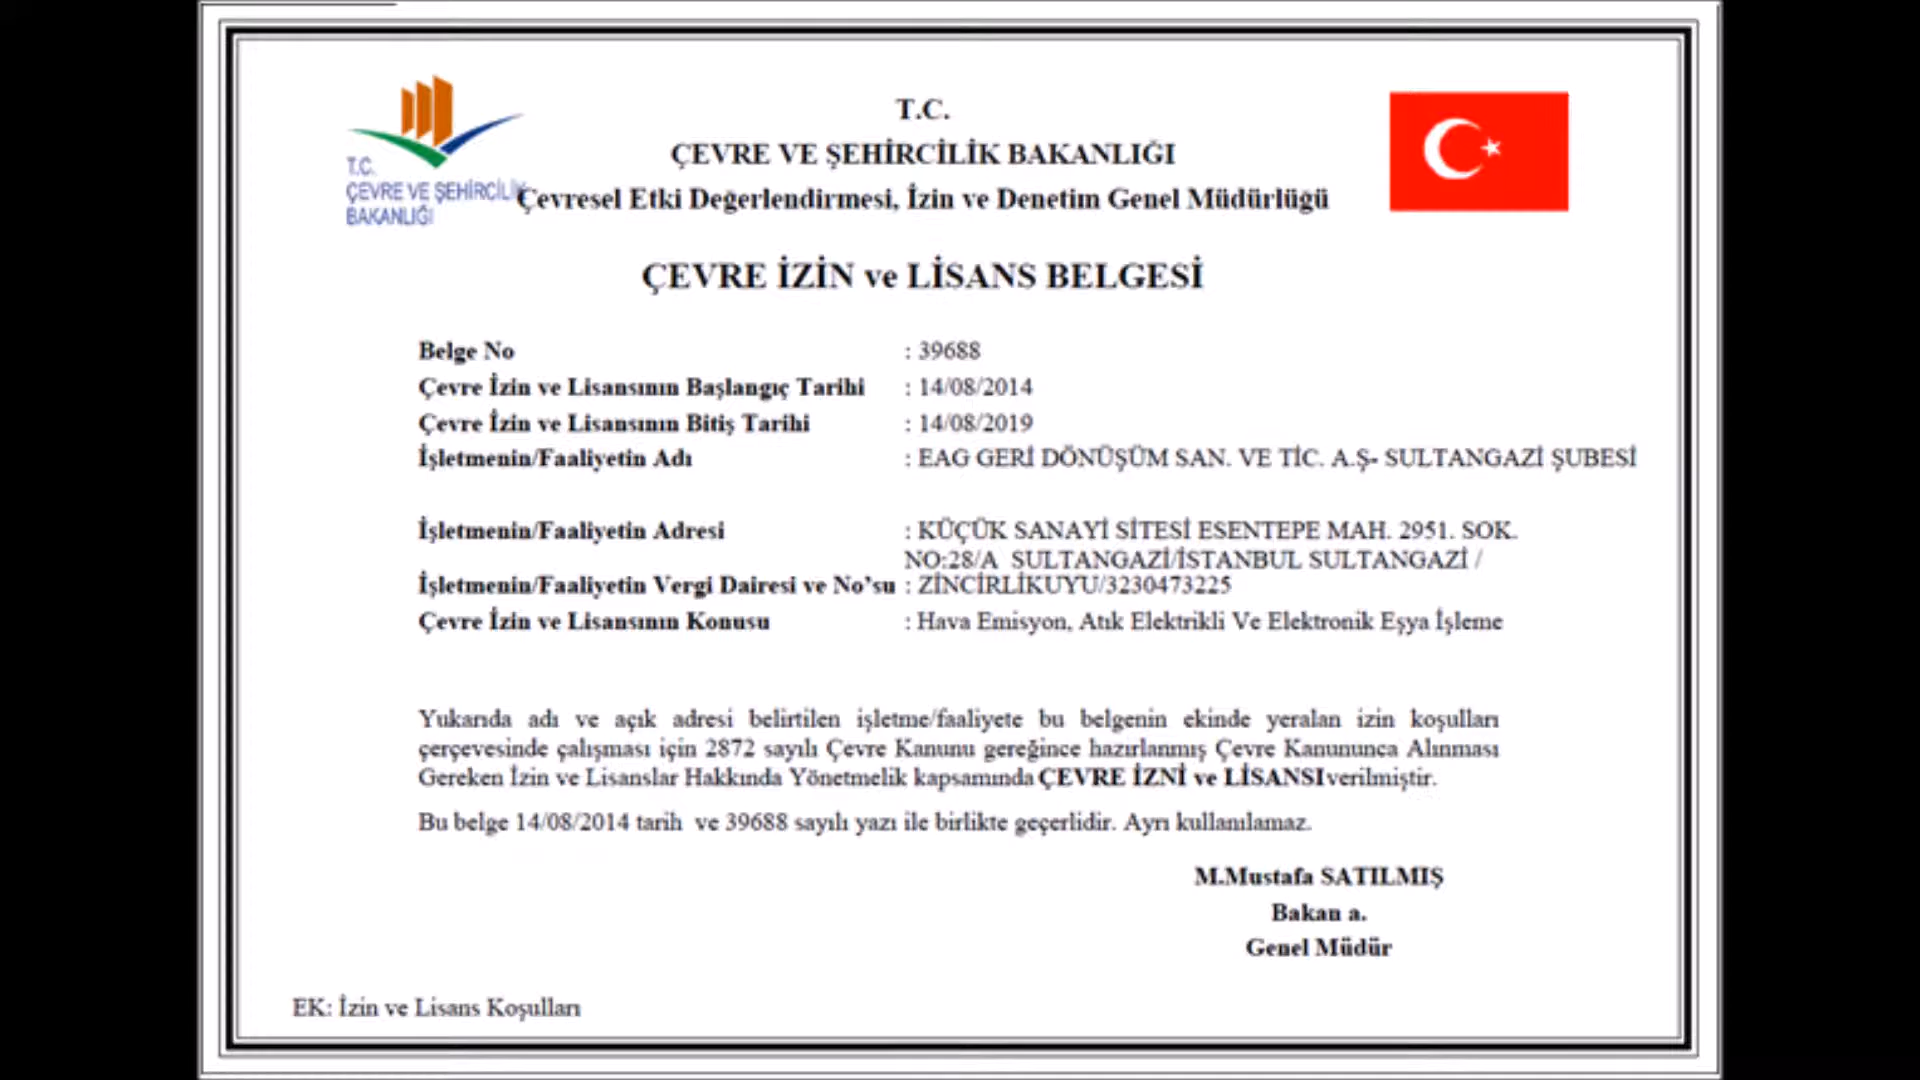 T.C.
ÇEVRE VE ŞEHİRCİLİK
BAKANLIĞI
T.C.
ÇEVRE VE ŞEHİRCİLİK BAKANLIĞI
Çevresel Etki Değerlendirmesi, İzin ve Denetim Genel Müdürlüğü
ÇEVRE İZİN ve LİSANS BELGESİ
Belge No : 39688
Çevre İzin ve Lisansının Başlangıç Tarihi : 14/08/2014
Çevre İzin ve Lisansının Bitiş Tarihi : 14/08/2019
İşletmenin/Faaliyetin Adı : EAG GERİ DÖNÜŞÜM SAN. VE TİC. A.Ş- SULTANGAZİ ŞUBESİ
İşletmenin/Faaliyetin Adresi : KÜÇÜK SANAYİ SİTESİ ESENTEPE MAH. 2951. SOK.
NO:28/A SULTANGAZİ/İSTANBUL SULTANGAZİ /
İşletmenin/Faaliyetin Vergi Dairesi ve No'su : ZİNCİRLİKUYU/3230473225
Çevre İzin ve Lisansının Konusu : Hava Emisyon, Atık Elektrikli Ve Elektronik Eşya İşleme
Yukarıda adı ve açık adresi belirtilen işletme/faaliyete bu belgenin ekinde yeralan izin koşulları
çerçevesinde çalışması için 2872 sayılı Çevre Kanunu gereğince hazırlanmış Çevre Kanununca Alınması
Gereken İzin ve Lisanslar Hakkında Yönetmelik kapsamında ÇEVRE İZNİ ve LİSANSI verilmiştir.
Bu belge 14/08/2014 tarih ve 39688 sayılı yazı ile birlikte geçerlidir. Ayrı kullanılamaz.
M.Mustafa SATILMIŞ
Bakan a.
Genel Müdür
EK: İzin ve Lisans Koşulları